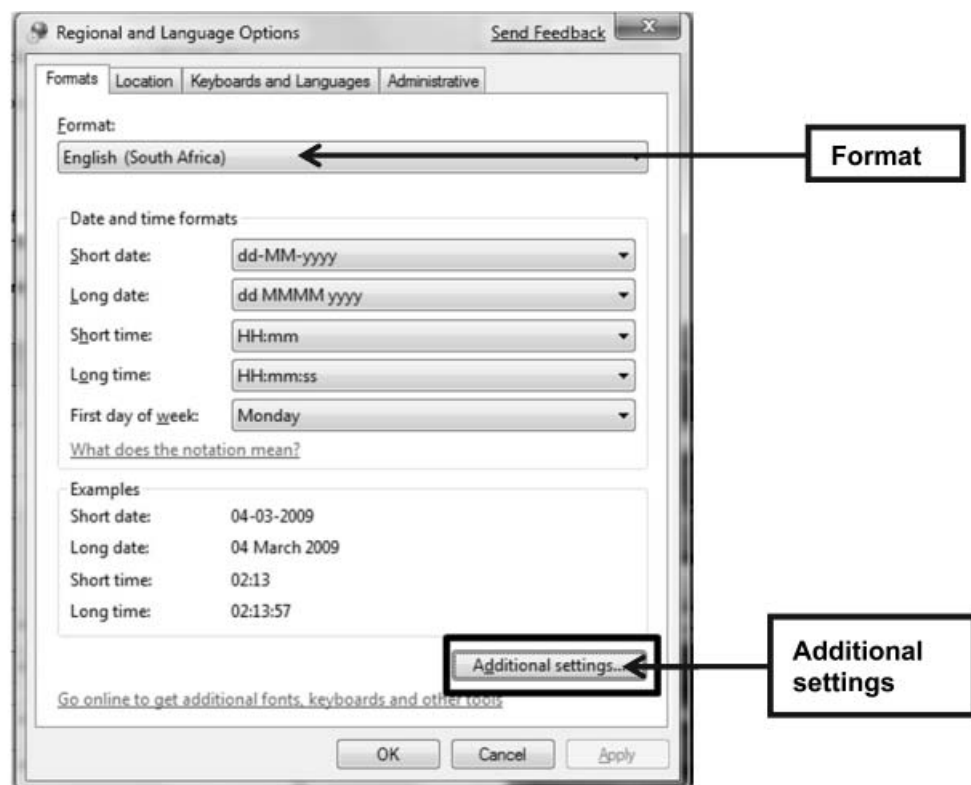 Regional and Language Options Send Feedback
Formats Location Keyboards and Languages Administrative
Format:
English (South Africa)
Format
Date and time formats
Short date: dd-MM-yyyy
Long date: dd MMMM yyyy
Short time: HH:mm
Long time: HH:mm:ss
First day of week: Monday
What does the notation mean?
Examples
Short date: 04-03-2009
Long date: 04 March 2009
Short time: 02:13
Long time: 02:13:57
Additional settings...
Additional
settings
Go online to get additional fonts, keyboards and other tools
OK Cancel Apply